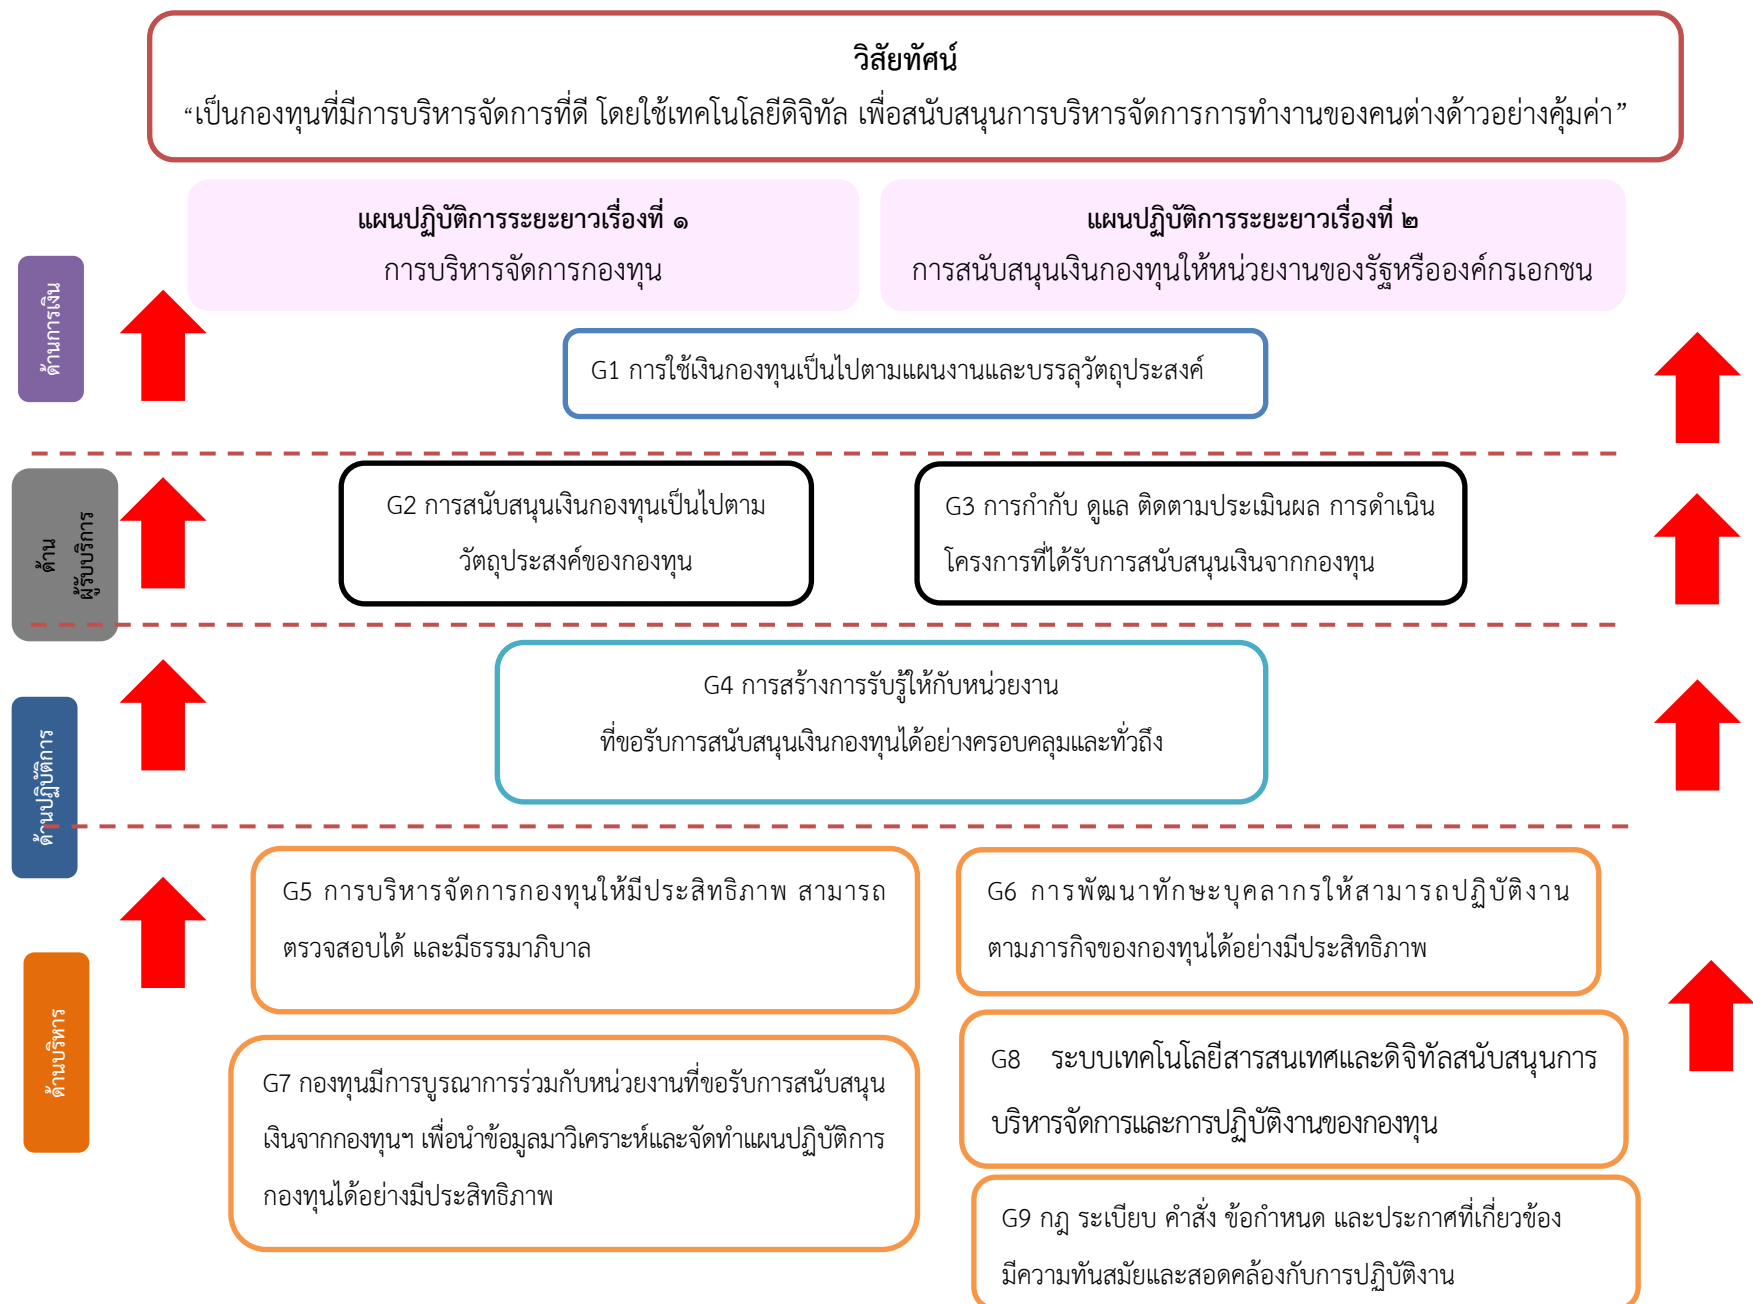 วิสัยทัศน์
“เป็นกองทุนที่มีการบริหารจัดการที่ดี โดยใช้เทคโนโลยีดิจิทัล เพื่อสนับสนุนการบริหารจัดการการทำงานของคนต่างด้าวอย่างคุ้มค่า”
แผนปฏิบัติการระยะยาวเรื่องที่ ๑
การบริหารจัดการกองทุน
แผนปฏิบัติการระยะยาวเรื่องที่ ๒
การสนับสนุนเงินกองทุนให้หน่วยงานของรัฐหรือองค์กรเอกชน
ด้านการเงิน
G1 การใช้เงินกองทุนเป็นไปตามแผนงานและบรรลุวัตถุประสงค์
ด้าน
ผู้รับบริการ
G2 การสนับสนุนเงินกองทุนเป็นไปตาม
วัตถุประสงค์ของกองทุน
G3 การกำกับ ดูแล ติดตามประเมินผล การดำเนิน
โครงการที่ได้รับการสนับสนุนเงินจากกองทุน
ด้านปฏิบัติการ
G4 การสร้างการรับรู้ให้กับหน่วยงาน
ที่ขอรับการสนับสนุนเงินกองทุนได้อย่างครอบคลุมและทั่วถึง
ด้านบริหาร
G5 การบริหารจัดการกองทุนให้มีประสิทธิภาพ สามารถ
ตรวจสอบได้ และมีธรรมาภิบาล
G6 การพัฒนาทักษะบุคลากรให้สามารถปฏิบัติงาน
ตามภารกิจของกองทุนได้อย่างมีประสิทธิภาพ
G7 กองทุนมีการบูรณาการร่วมกับหน่วยงานที่ขอรับการสนับสนุน
เงินจากกองทุนฯ เพื่อนำข้อมูลมาวิเคราะห์และจัดทำแผนปฏิบัติการ
กองทุนได้อย่างมีประสิทธิภาพ
G8 ระบบเทคโนโลยีสารสนเทศและดิจิทัลสนับสนุนการ
บริหารจัดการและการปฏิบัติงานของกองทุน
G9 กฎ ระเบียบ คำสั่ง ข้อกำหนด และประกาศที่เกี่ยวข้อง
มีความทันสมัยและสอดคล้องกับการปฏิบัติงาน